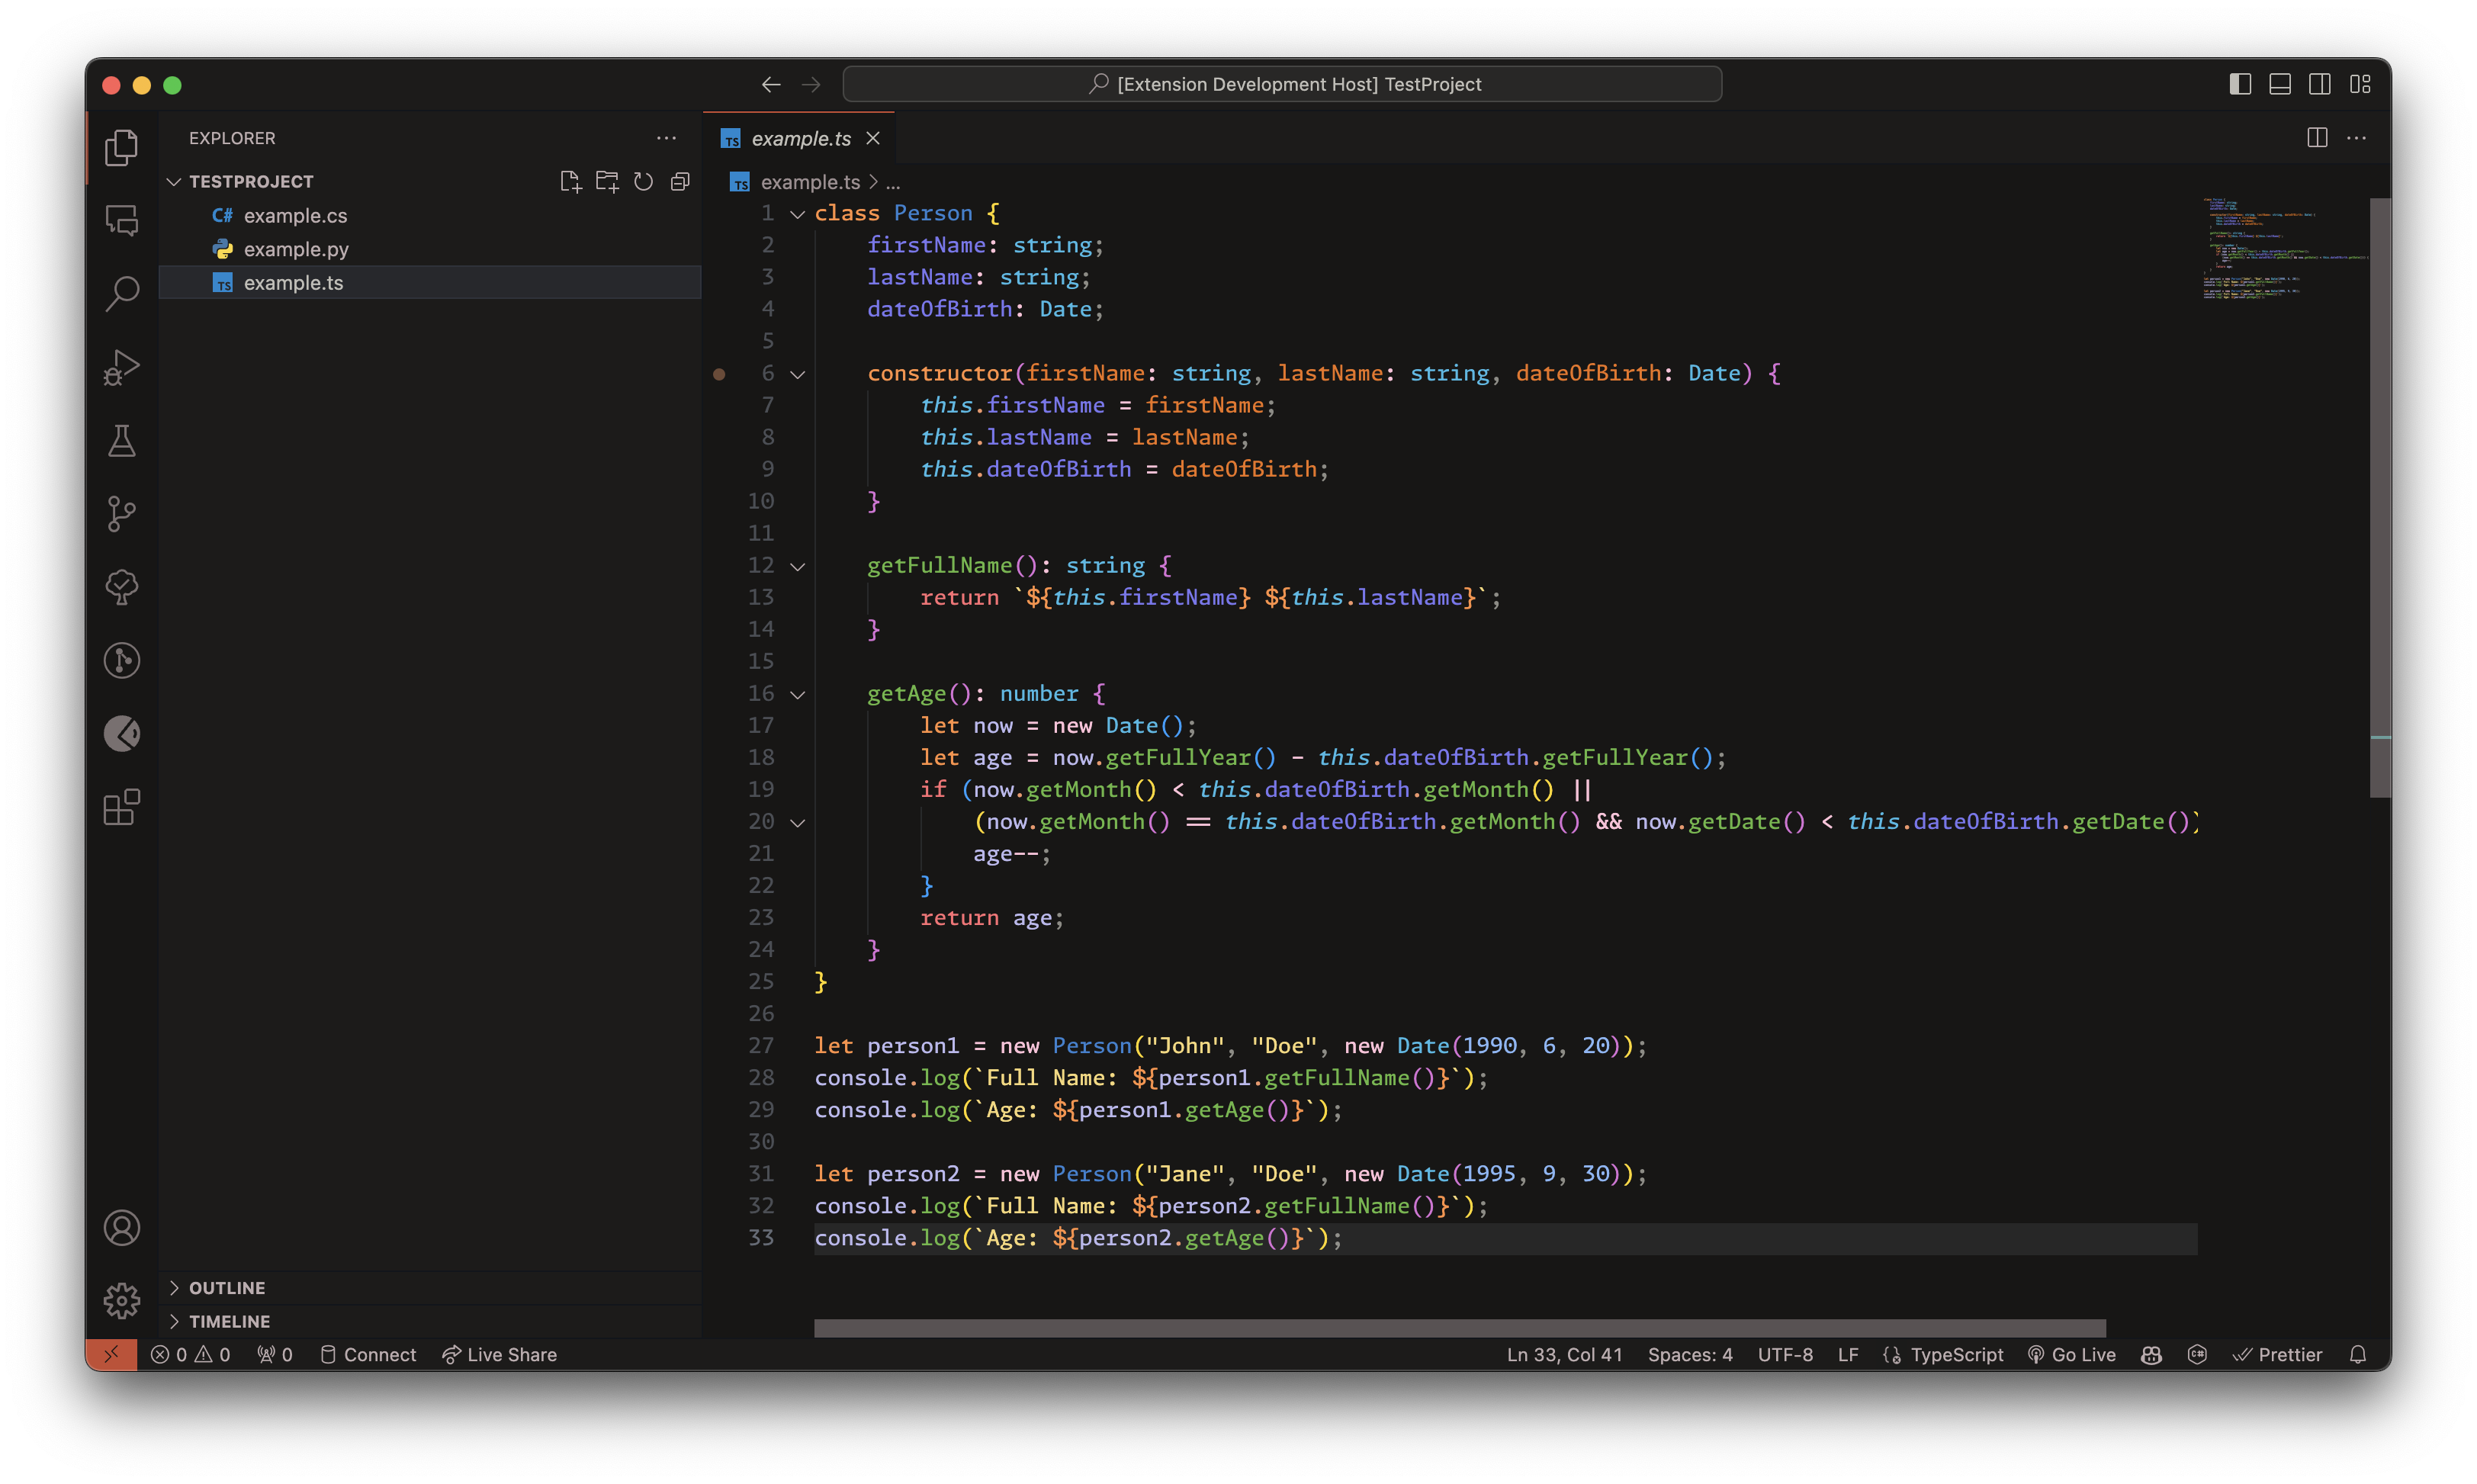 [Extension Development Host] TestProject
EXPLORER
TESTPROJECT
C# example.cs
example.py
TS example.ts
TS example.ts
TS example.ts > ...
1 class Person {
2     firstName: string;
3     lastName: string;
4     dateOfBirth: Date;
5
6     constructor(firstName: string, lastName: string, dateOfBirth: Date) {
7         this.firstName = firstName;
8         this.lastName = lastName;
9         this.dateOfBirth = dateOfBirth;
10     }
11
12     getFullName(): string {
13         return `${this.firstName} ${this.lastName}`;
14     }
15
16     getAge(): number {
17         let now = new Date();
18         let age = now.getFullYear() - this.dateOfBirth.getFullYear();
19         if (now.getMonth() < this.dateOfBirth.getMonth() ||
20             (now.getMonth() == this.dateOfBirth.getMonth() && now.getDate() < this.dateOfBirth.getDate())
21             age--;
22         }
23         return age;
24     }
25 }
26
27 let person1 = new Person("John", "Doe", new Date(1990, 6, 20));
28 console.log(`Full Name: ${person1.getFullName()}`);
29 console.log(`Age: ${person1.getAge()}`);
30
31 let person2 = new Person("Jane", "Doe", new Date(1995, 9, 30));
32 console.log(`Full Name: ${person2.getFullName()}`);
33 console.log(`Age: ${person2.getAge()}`);
OUTLINE
TIMELINE
0 0 0 Connect Live Share Ln 33, Col 41 Spaces: 4 UTF-8 LF TypeScript Go Live Prettier